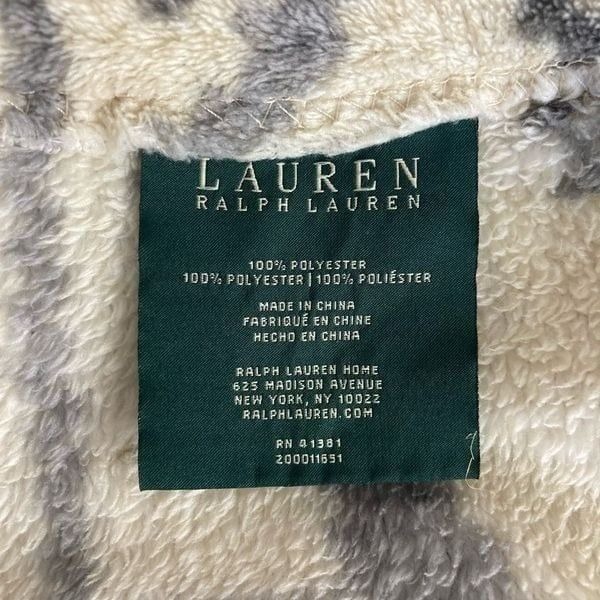 LAUREN
RALPH LAUREN
100% POLYESTER
100% POLYESTER|100% POLIÉSTER
MADE IN CHINA
FABRIQUÉ EN CHINE
HECHO EN CHINA
RALPH LAUREN HOME
625 MADISON AVENUE
NEW YORK, NY 10022
RALPHLAUREN.COM
RN 41381
200011651